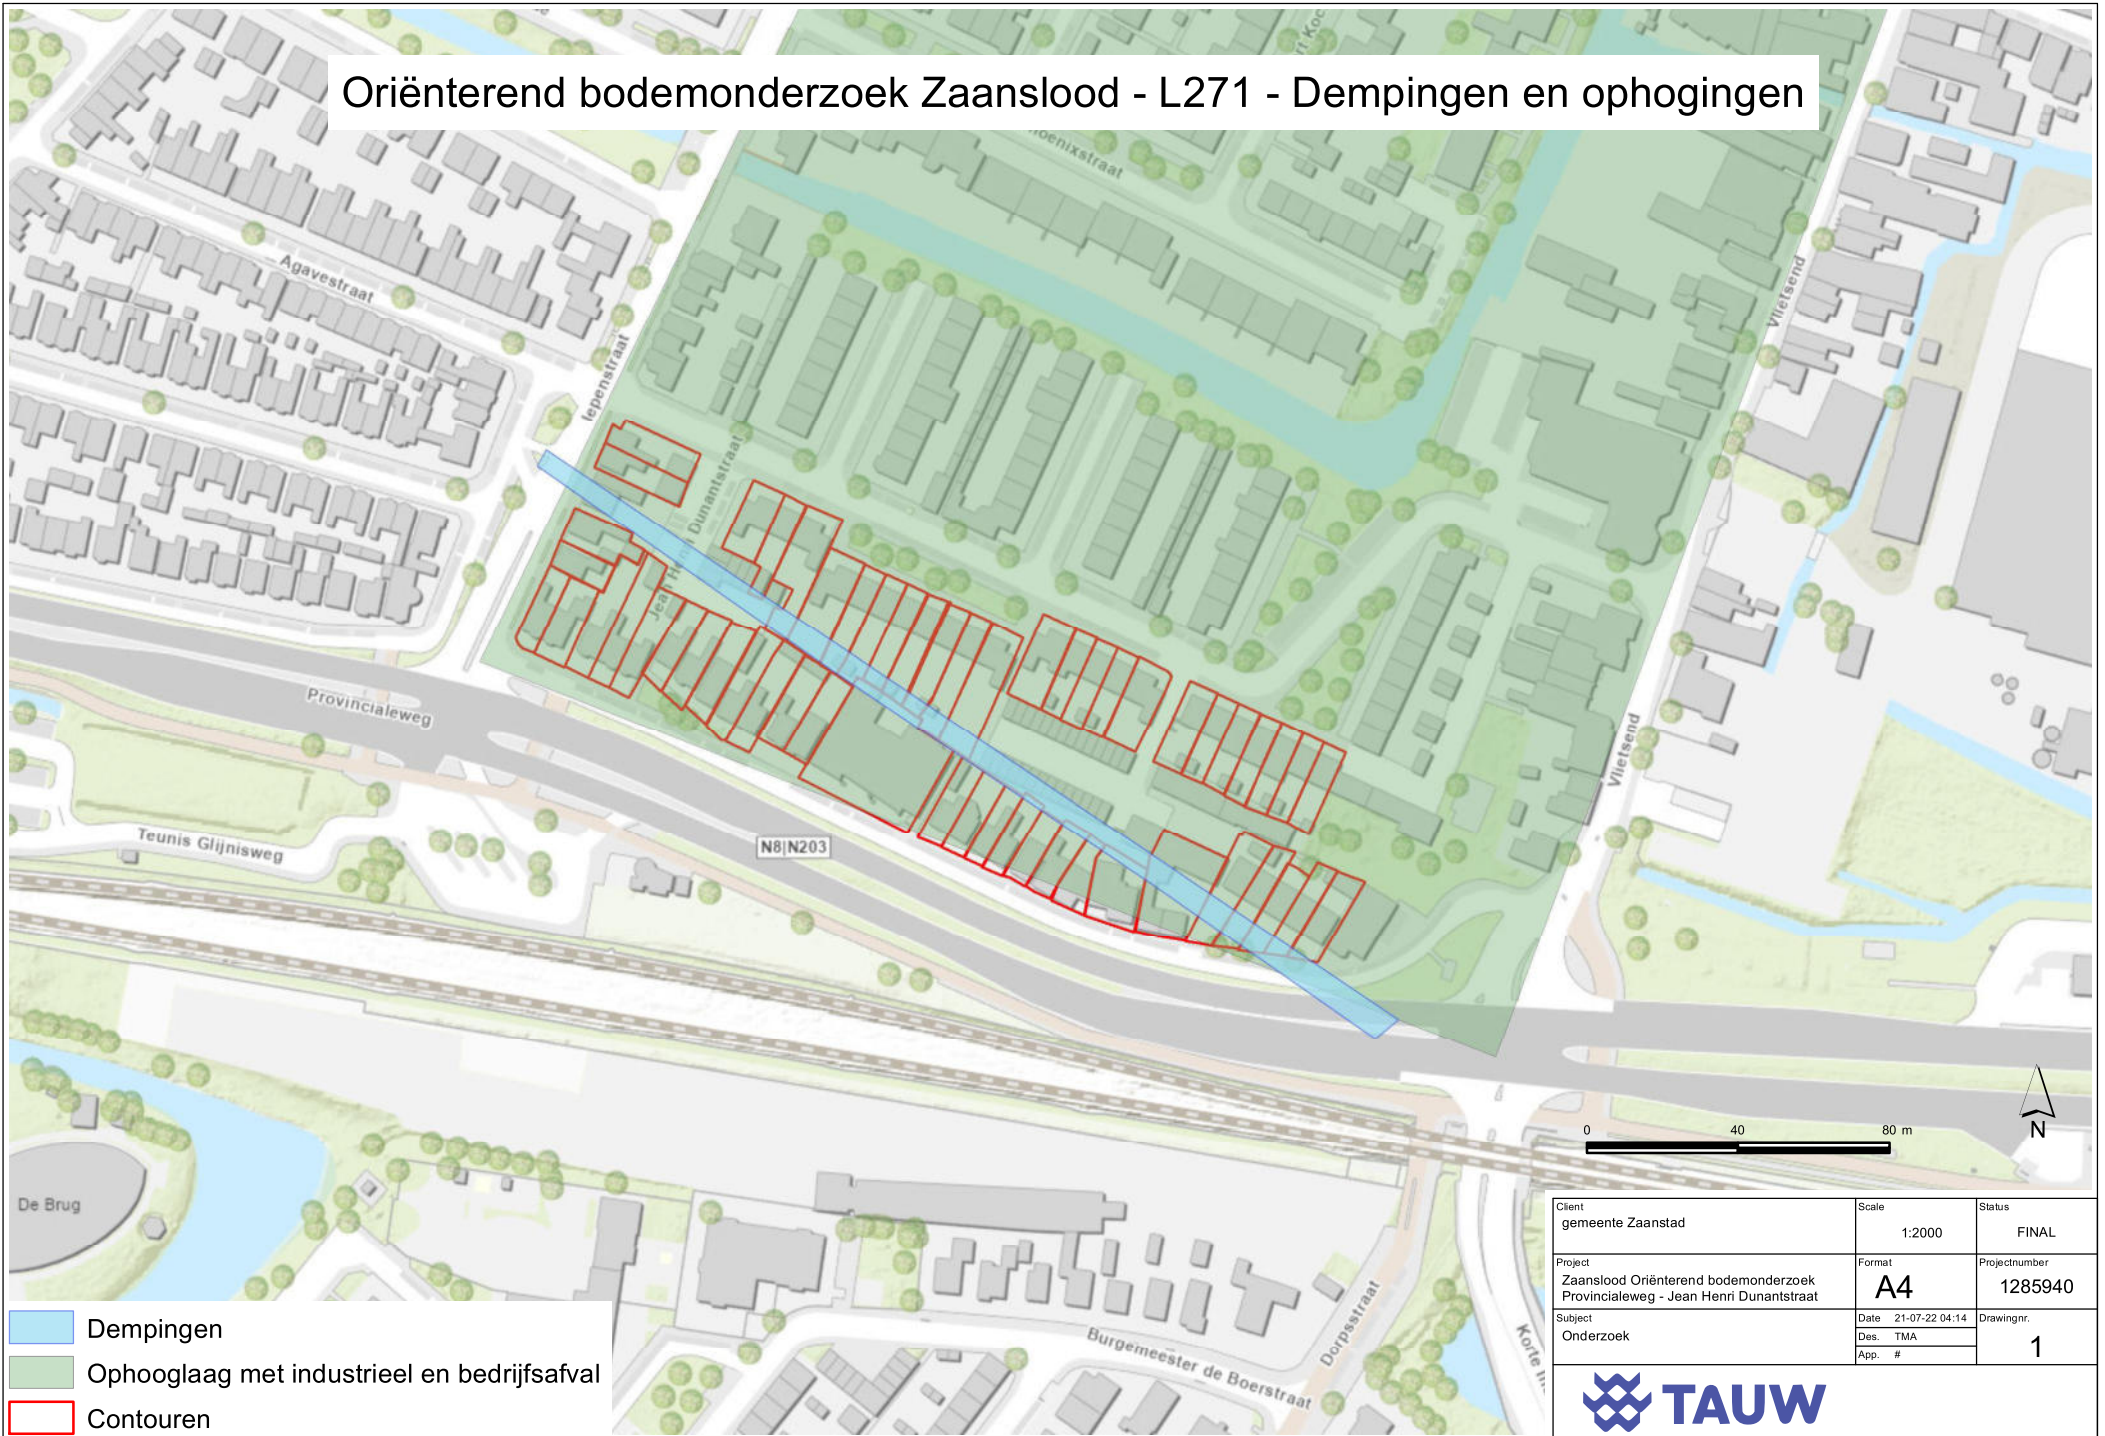 Oriënterend bodemonderzoek Zaanslood - L271 - Dempingen en ophogingen
Agavestraat
Iepenstraat
Jean Henri Dunantstraat
Vlietsend
Vlietsend
Provincialeweg
Teunis Glijnisweg
N8|N203
De Brug
Burgemeester de Boerstraat
Dorpsstraat
Korte
0 40 80 m
N
Dempingen
Ophooglaag met industrieel en bedrijfsafval
Contouren
Client
gemeente Zaanstad
Scale
1:2000
Status
FINAL
Project
Zaanslood Oriënterend bodemonderzoek
Provincialeweg - Jean Henri Dunantstraat
Format
A4
Projectnumber
1285940
Subject
Onderzoek
Date 21-07-22 04:14
Des. TMA
App. #
Drawingnr.
1
TAUW